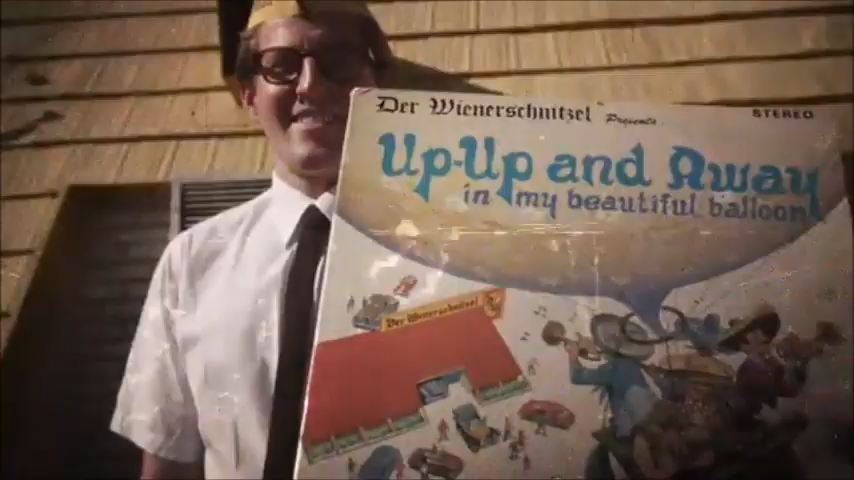 Der Wienerschnitzel Presents STEREO
Up-Up and Away
in my beautiful balloon
Der Wienerschnitzel